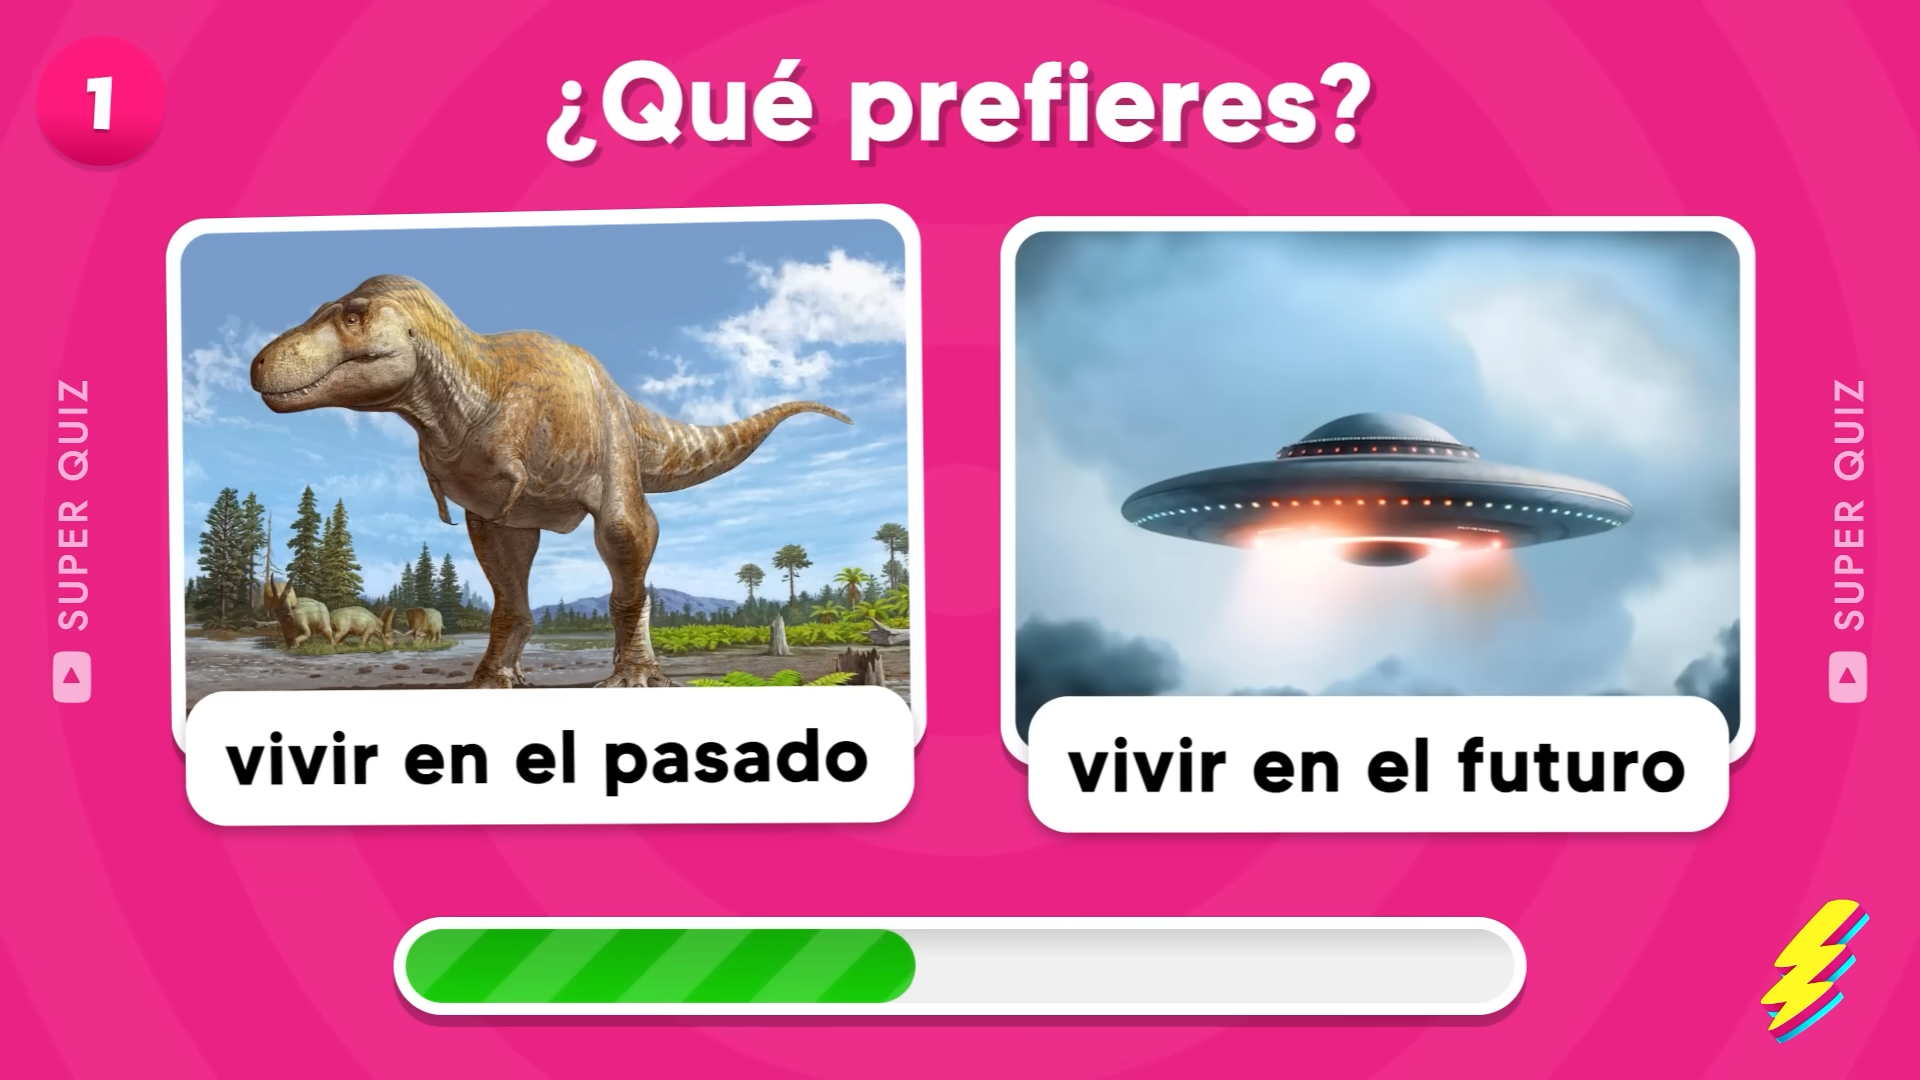 1
¿Qué prefieres?
SUPER QUIZ
vivir en el pasado
vivir en el futuro
SUPER QUIZ